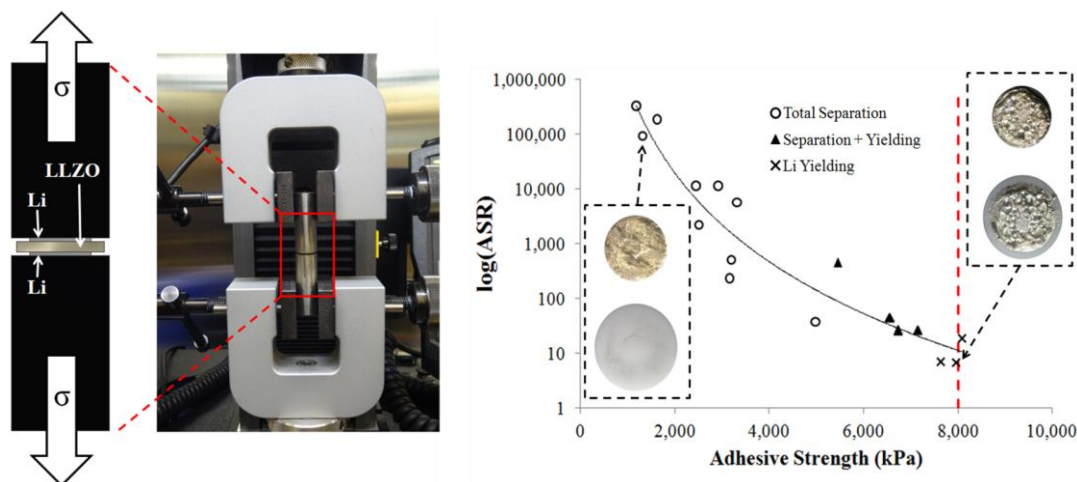 σ
LLZO
Li
Li
σ
1,000,000
100,000
10,000
1,000
100
10
1
log(ASR)
Total Separation
Separation + Yielding
Li Yielding
0
2,000
4,000
6,000
8,000
10,000
Adhesive Strength (kPa)